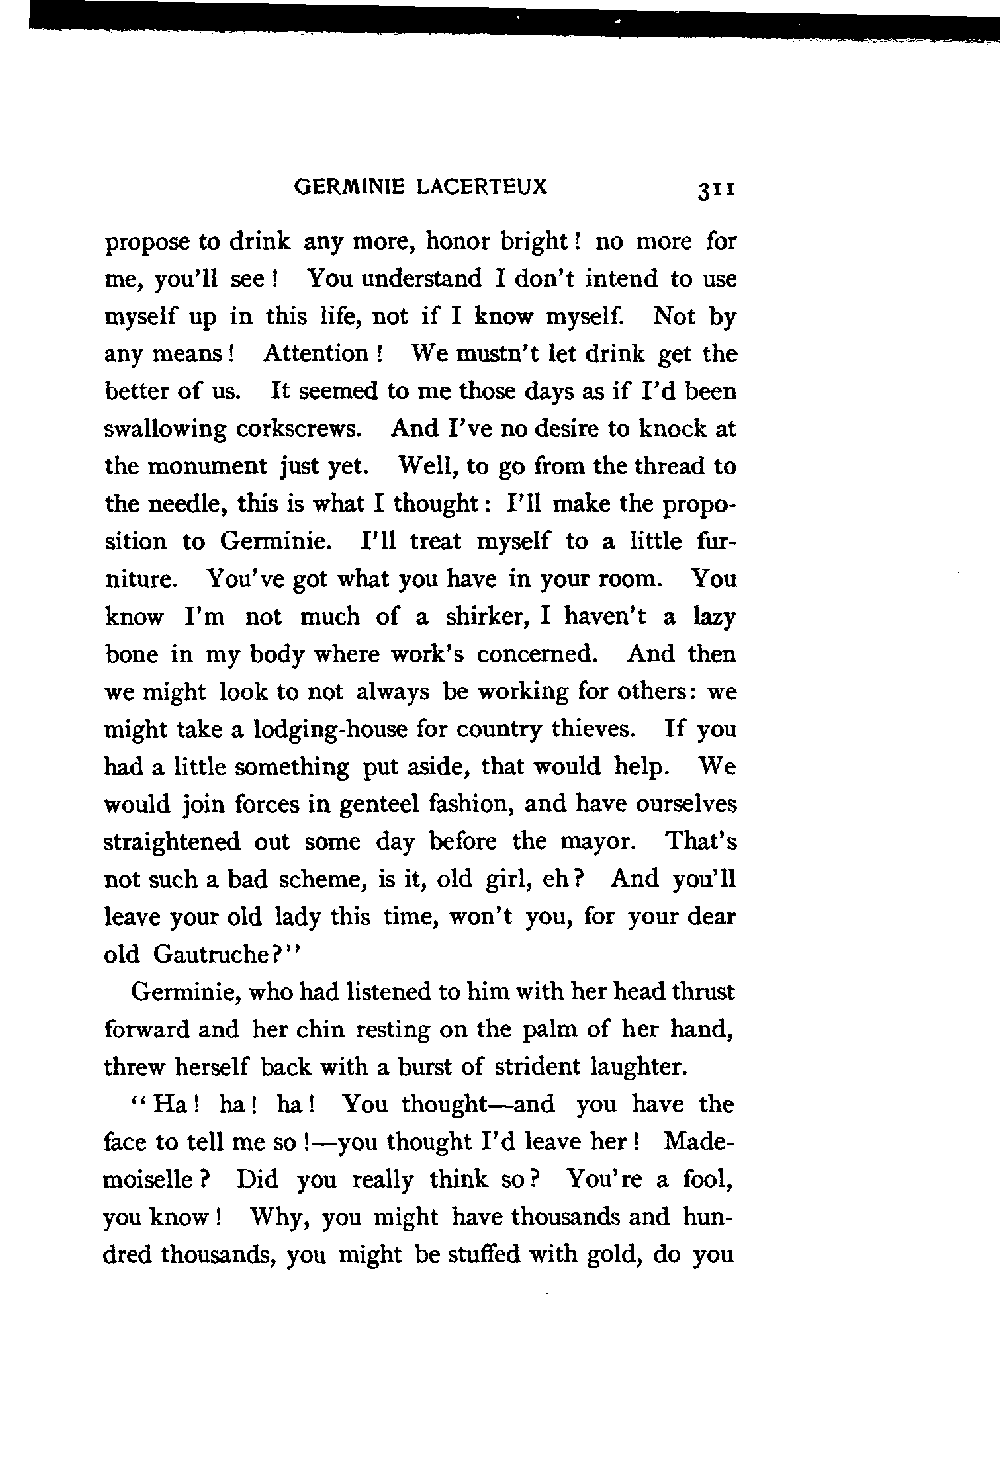 GERMINIE LACERTEUX 311
propose to drink any more, honor bright! no more for
me, you'll see! You understand I don't intend to use
myself up in this life, not if I know myself. Not by
any means! Attention! We mustn't let drink get the
better of us. It seemed to me those days as if I'd been
swallowing corkscrews. And I've no desire to knock at
the monument just yet. Well, to go from the thread to
the needle, this is what I thought: I'll make the propo-
sition to Germinie. I'll treat myself to a little fur-
niture. You've got what you have in your room. You
know I'm not much of a shirker, I haven't a lazy
bone in my body where work's concerned. And then
we might look to not always be working for others: we
might take a lodging-house for country thieves. If you
had a little something put aside, that would help. We
would join forces in genteel fashion, and have ourselves
straightened out some day before the mayor. That's
not such a bad scheme, is it, old girl, eh? And you'll
leave your old lady this time, won't you, for your dear
old Gautruche?"
Germinie, who had listened to him with her head thrust
forward and her chin resting on the palm of her hand,
threw herself back with a burst of strident laughter.
"Ha! ha! ha! You thought—and you have the
face to tell me so!—you thought I'd leave her! Made-
moiselle? Did you really think so? You're a fool,
you know! Why, you might have thousands and hun-
dred thousands, you might be stuffed with gold, do you